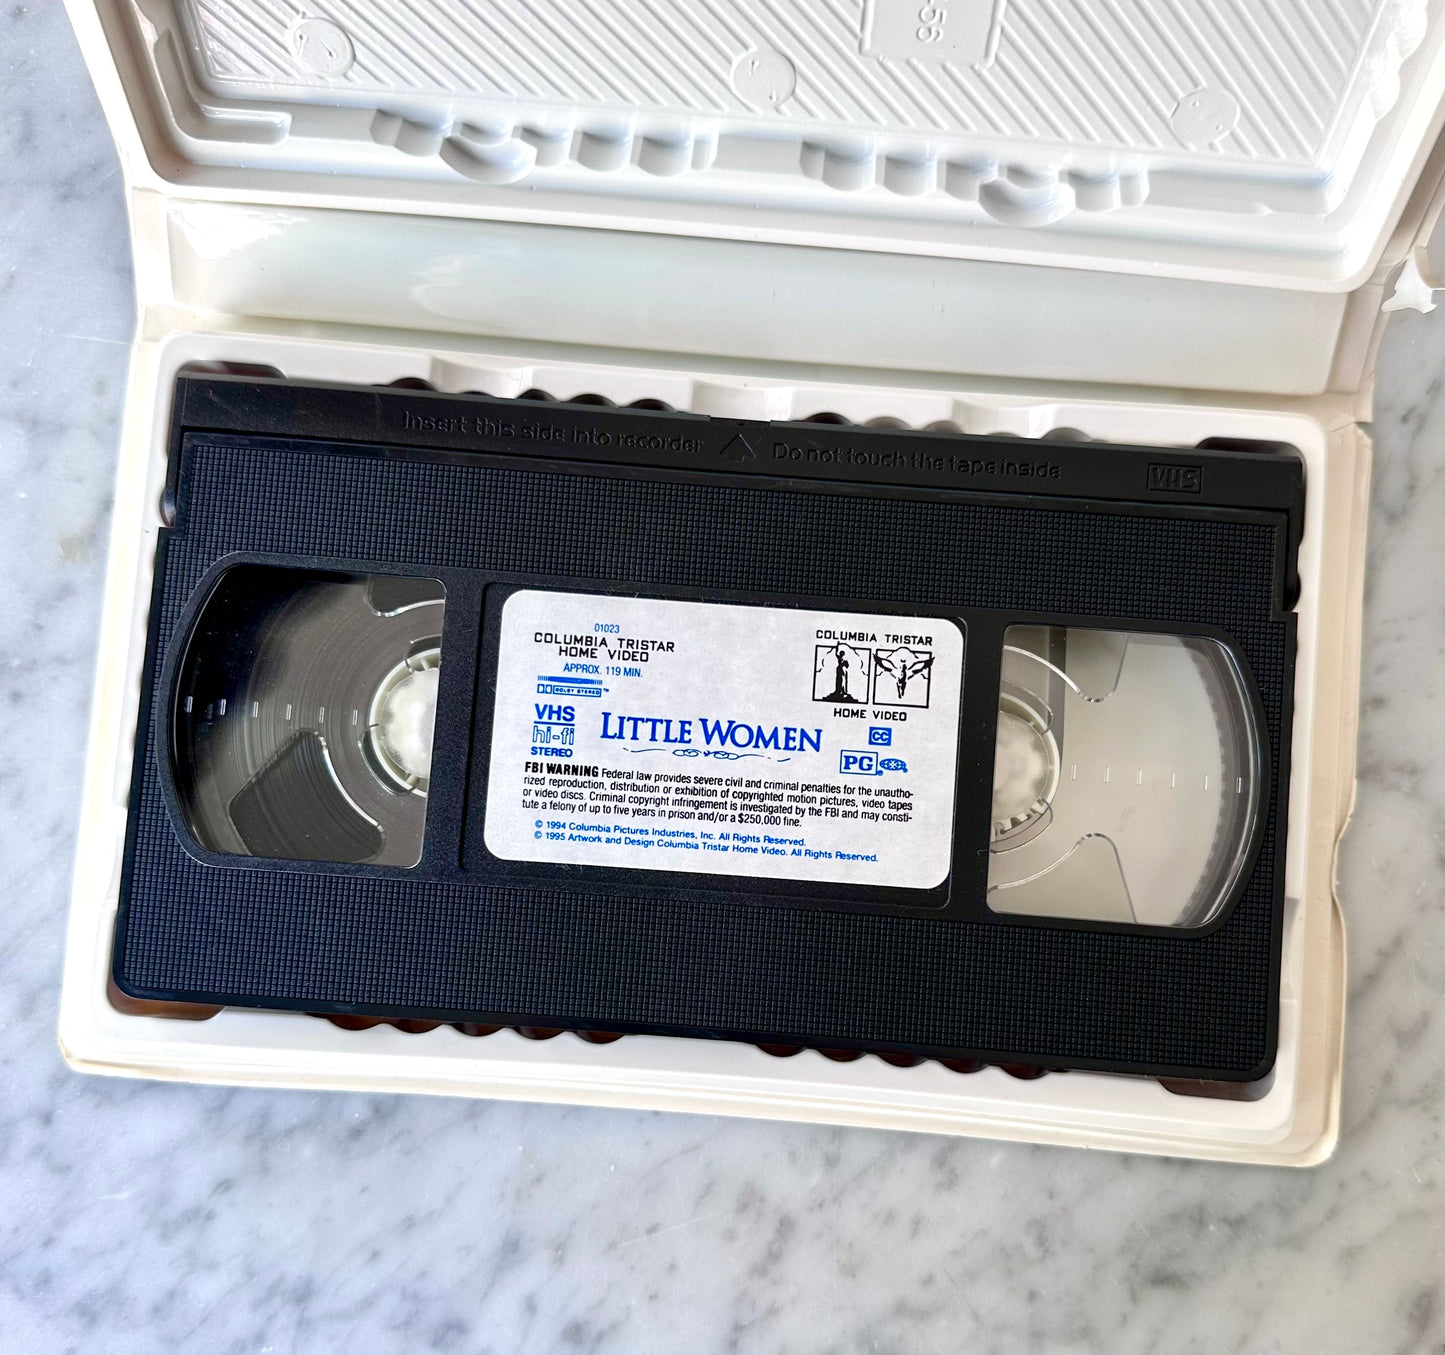 -56
Insert this side into recorder Do not touch the tape inside VHS
01023
COLUMBIA TRISTAR
HOME VIDEO
APPROX. 119 MIN.
DOLBY STEREO ™
VHS
hi-fi
STEREO
COLUMBIA TRISTAR
HOME VIDEO
LITTLE WOMEN
CC
PG
FBI WARNING Federal law provides severe civil and criminal penalties for the unautho-
rized reproduction, distribution or exhibition of copyrighted motion pictures, video tapes
or video discs. Criminal copyright infringement is investigated by the FBI and may consti-
tute a felony of up to five years in prison and/or a $250,000 fine.
© 1994 Columbia Pictures Industries, Inc. All Rights Reserved.
© 1995 Artwork and Design Columbia Tristar Home Video. All Rights Reserved.